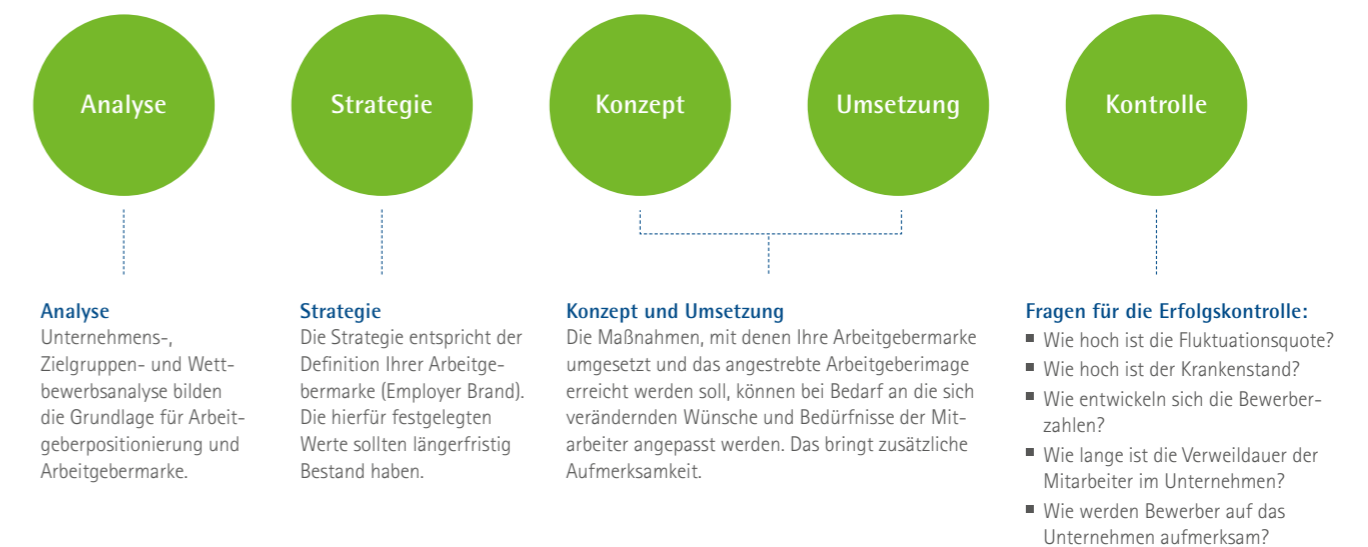 Analyse
Strategie
Konzept
Umsetzung
Kontrolle
Analyse
Unternehmens-,
Zielgruppen- und Wett-
bewerbsanalyse bilden
die Grundlage für Arbeit-
geberpositionierung und
Arbeitgebermarke.
Strategie
Die Strategie entspricht der
Definition Ihrer Arbeitge-
bermarke (Employer Brand).
Die hierfür festgelegten
Werte sollten längerfristig
Bestand haben.
Konzept und Umsetzung
Die Maßnahmen, mit denen Ihre Arbeitgebermarke
umgesetzt und das angestrebte Arbeitgeberimage
erreicht werden soll, können bei Bedarf an die sich
verändernden Wünsche und Bedürfnisse der Mit-
arbeiter angepasst werden. Das bringt zusätzliche
Aufmerksamkeit.
Fragen für die Erfolgskontrolle:
■ Wie hoch ist die Fluktuationsquote?
■ Wie hoch ist der Krankenstand?
■ Wie entwickeln sich die Bewerber-
zahlen?
■ Wie lange ist die Verweildauer der
Mitarbeiter im Unternehmen?
■ Wie werden Bewerber auf das
Unternehmen aufmerksam?